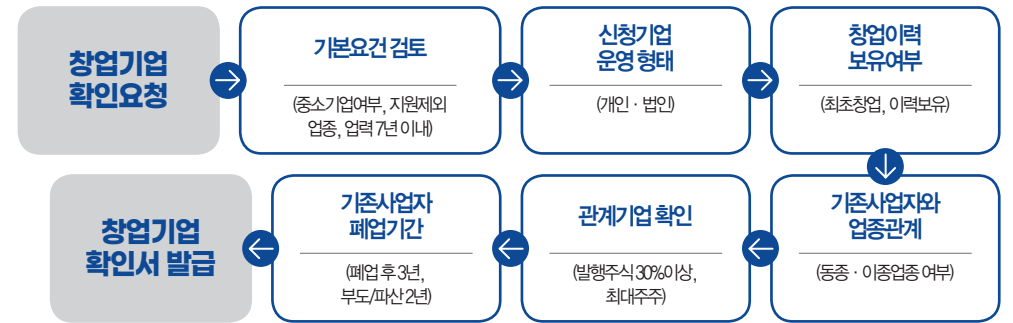 창업기업
확인요청
기본요건 검토
(중소기업여부, 지원제외
업종, 업력 7년 이내)
신청기업
운영 형태
(개인 · 법인)
창업이력
보유여부
(최초창업, 이력보유)
기존사업자와
업종관계
(동종 · 이종업종 여부)
관계기업 확인
(발행주식 30%이상,
최대주주)
기존사업자
폐업기간
(폐업 후 3년,
부도/파산 2년)
창업기업
확인서 발급